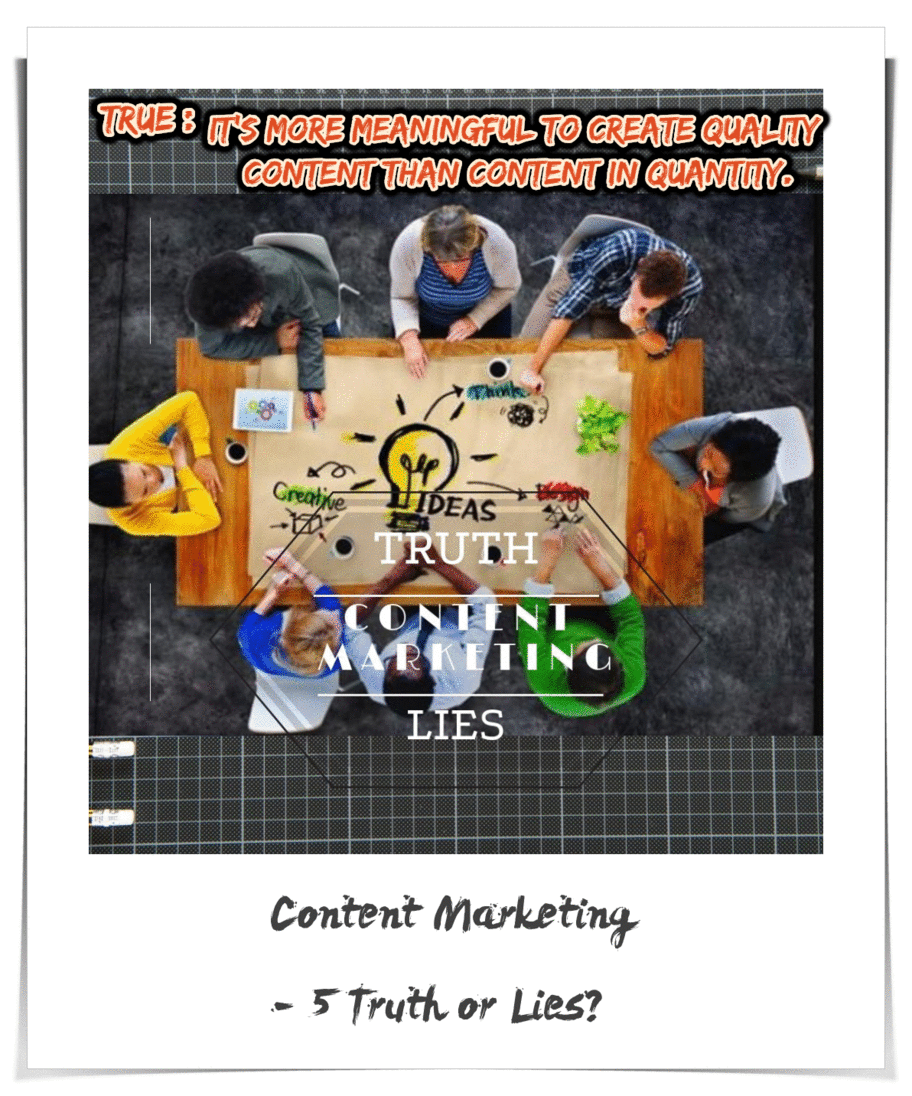 TRUE : IT'S MORE MEANINGFUL TO CREATE QUALITY
CONTENT THAN CONTENT IN QUANTITY.
Think
Creative
IDEAS
Design
TRUTH
CONTENT
MARKETING
LIES
Content Marketing
- 5 Truth or Lies?